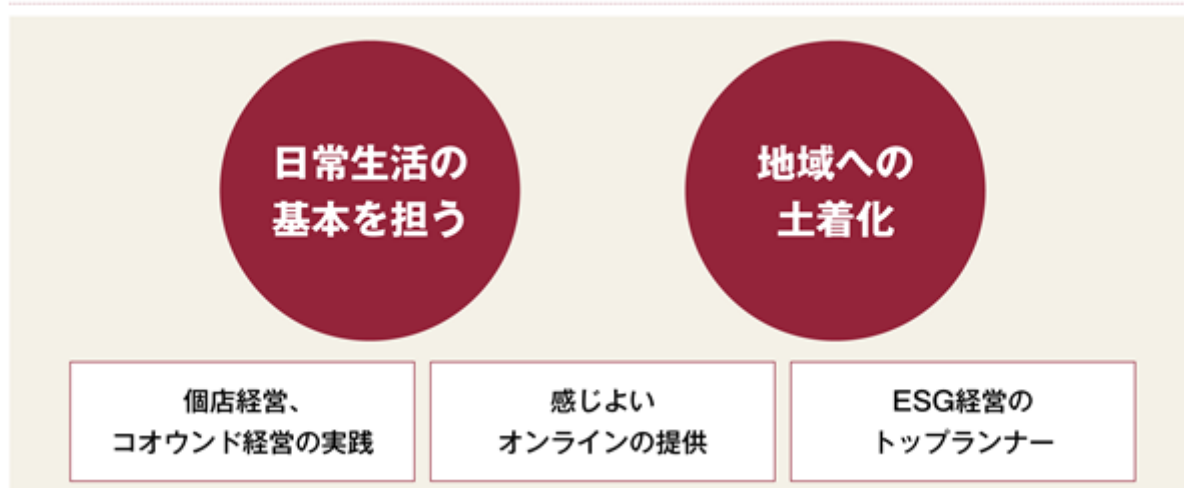 日常生活の
基本を担う
地域への
土着化
個店経営、
コオウンド経営の実践
感じよい
オンラインの提供
ESG経営の
トップランナー